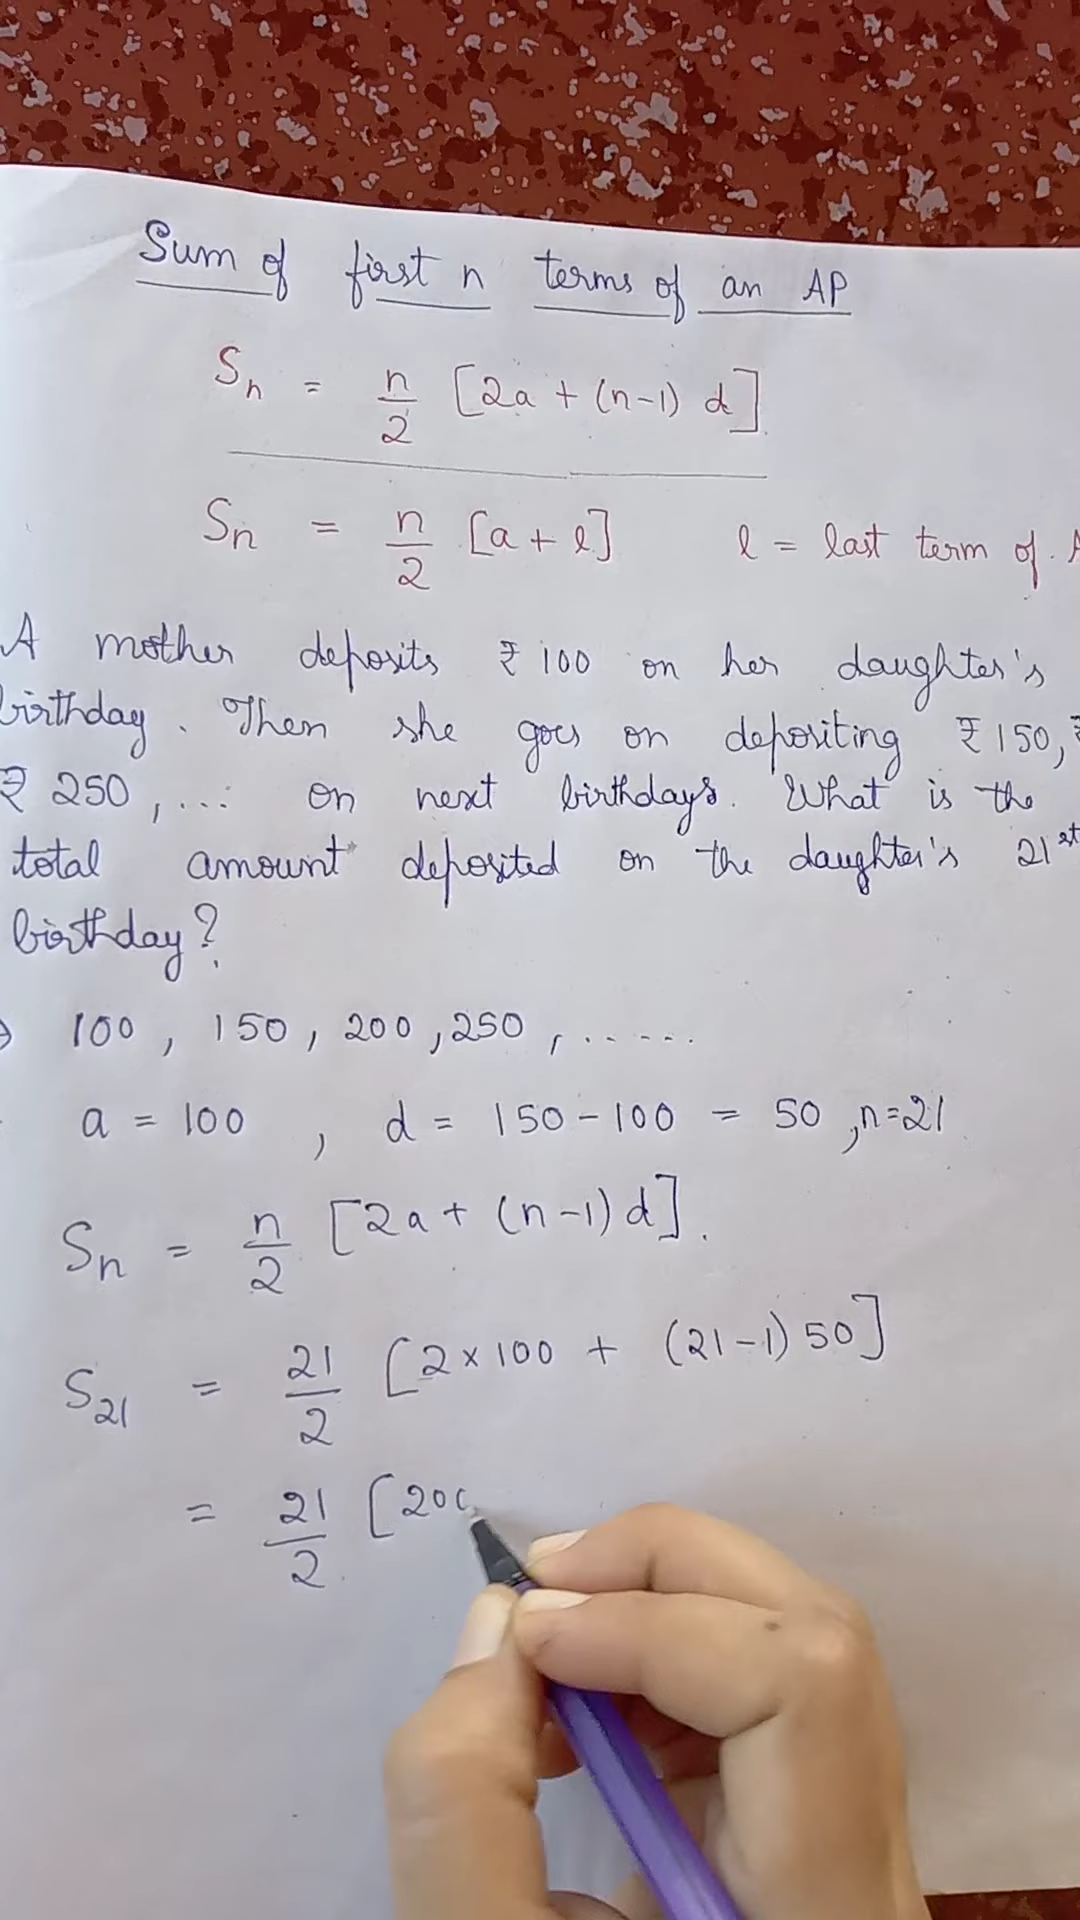 Sum of first n terms of an AP
Sn = n/2 [2a + (n-1) d]
Sn = n/2 [a + l] l = last term of
A mother deposits ₹ 100 on her daughter's
birthday. Then she goes on depositing ₹ 150, ₹
₹ 250, ... on next birthdays. What is the
total amount deposited on the daughter's 21st
birthday?
100, 150, 200, 250, ......
a = 100, d = 150 - 100 = 50, n=21
Sn = n/2 [2a + (n-1) d].
S21 = 21/2 [2 × 100 + (21-1) 50]
= 21/2 [200